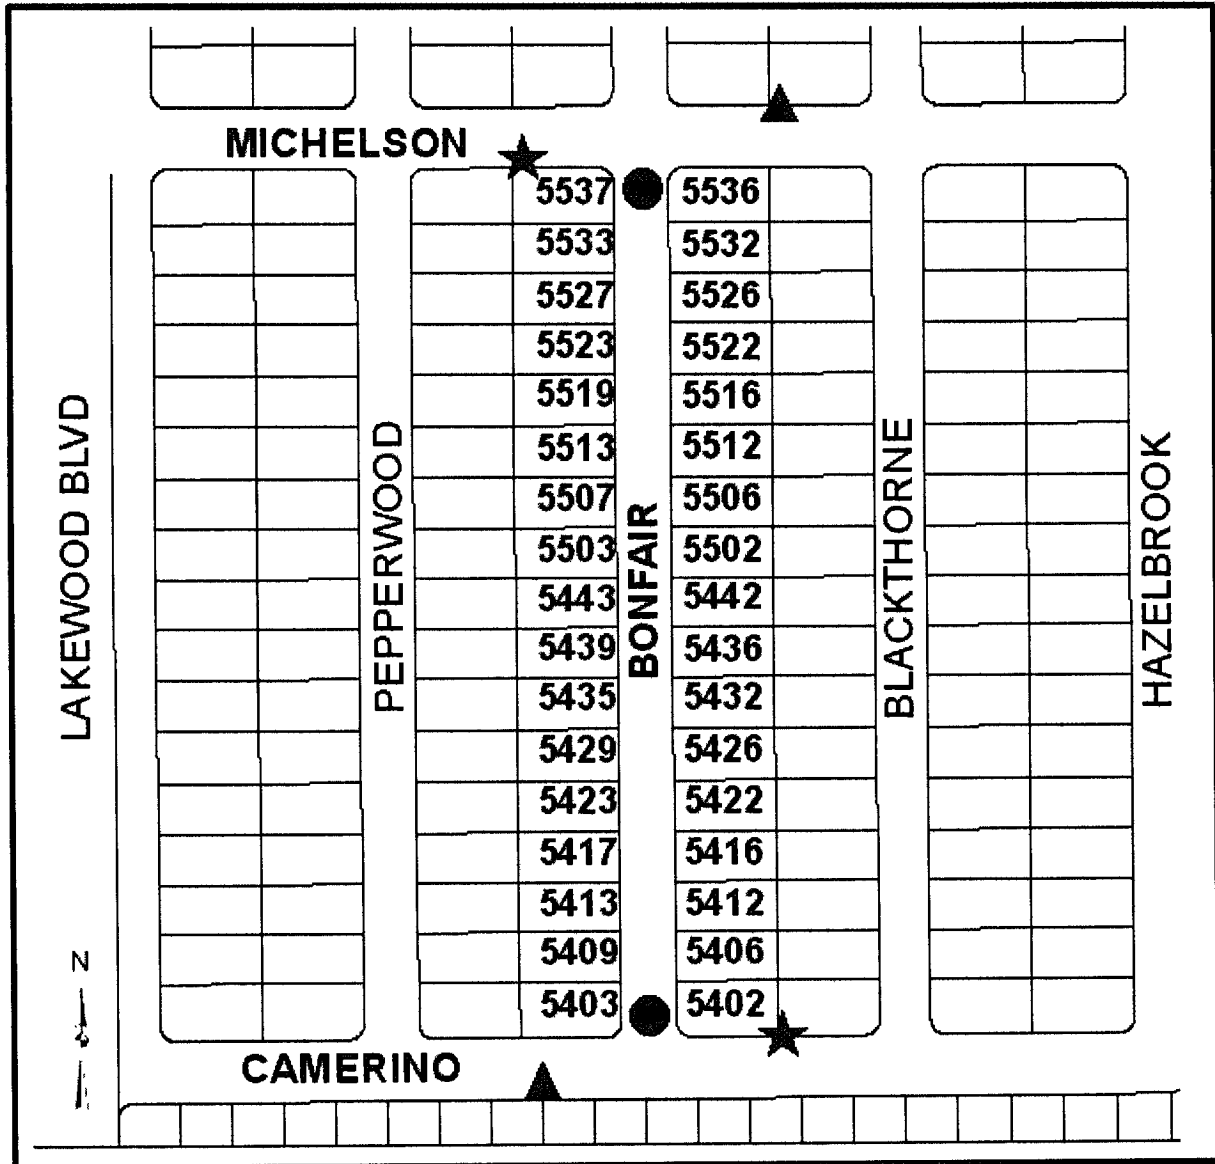 MICHELSON
5537 5536
5533 5532
5527 5526
5523 5522
5519 5516
5513 5512
5507 5506
5503 5502
5443 5442
5439 5436
5435 5432
5429 5426
5423 5422
5417 5416
5413 5412
5409 5406
5403 5402
LAKEWOOD BLVD
PEPPERWOOD
BONFAIR
BLACKTHORNE
HAZELBROOK
N
CAMERINO